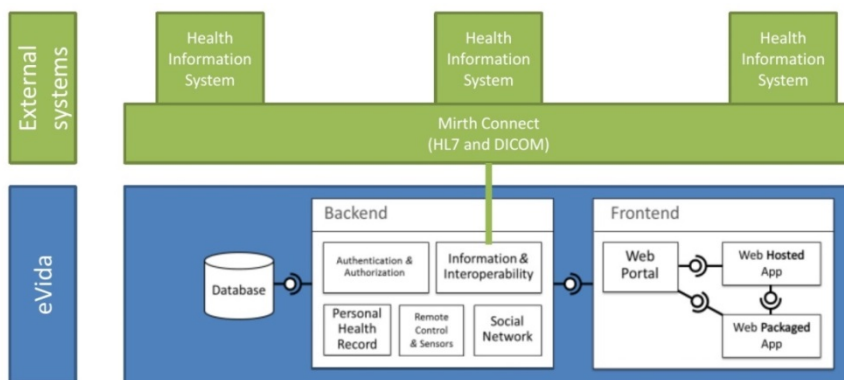 External
systems
Health
Information
System
Health
Information
System
Health
Information
System
Mirth Connect
(HL7 and DICOM)
eVida
Database
Backend
Authentication &
Authorization
Information &
Interoperability
Personal
Health
Record
Remote
Control
& Sensors
Social
Network
Frontend
Web
Portal
Web Hosted
App
Web Packaged
App